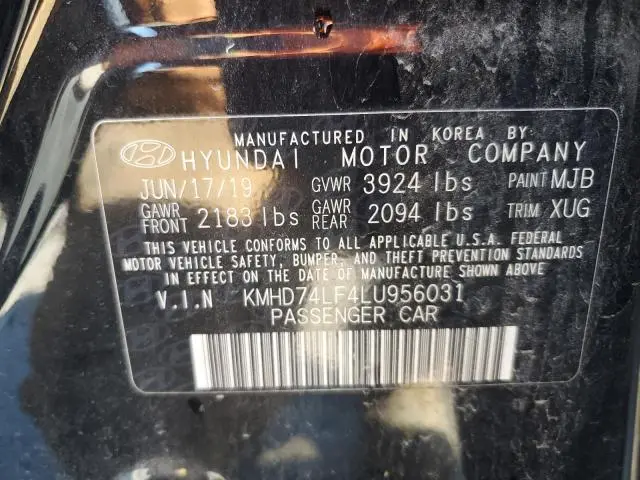 MANUFACTURED IN KOREA BY:
HYUNDAI MOTOR COMPANY
JUN/17/19 GVWR 3924 lbs PAINT MJB
GAWR FRONT 2183 lbs GAWR REAR 2094 lbs TRIM XUG
THIS VEHICLE CONFORMS TO ALL APPLICABLE U.S.A. FEDERAL
MOTOR VEHICLE SAFETY, BUMPER, AND THEFT PREVENTION STANDARDS
IN EFFECT ON THE DATE OF MANUFACTURE SHOWN ABOVE
V.I.N KMHD74LF4LU956031
PASSENGER CAR